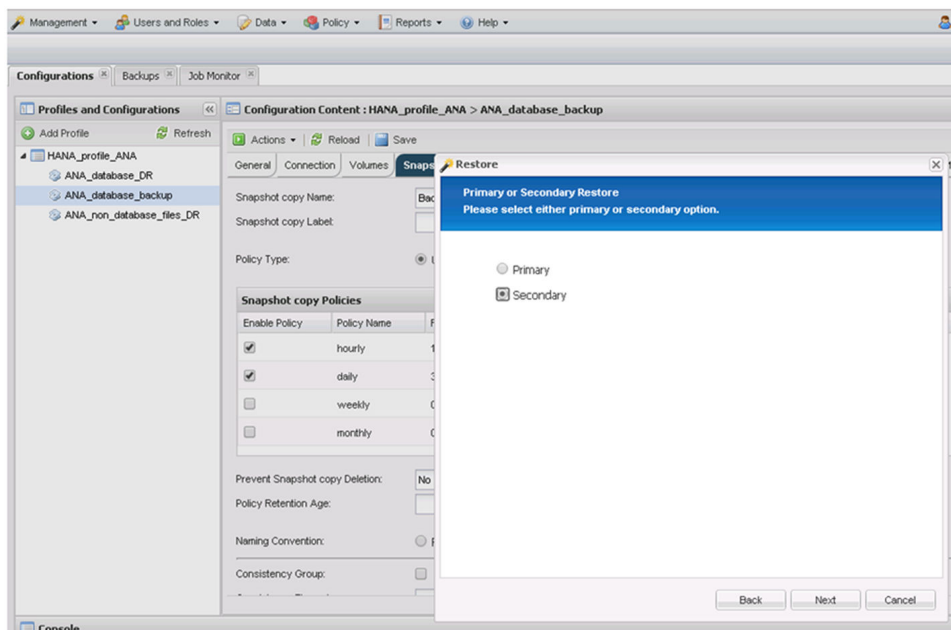 Management Users and Roles Data Policy Reports Help
Configurations Backups Job Monitor
Profiles and Configurations
Add Profile Refresh
HANA_profile_ANA
ANA_database_DR
ANA_database_backup
ANA_non_database_files_DR
Configuration Content : HANA_profile_ANA > ANA_database_backup
Actions Reload Save
General Connection Volumes Snaps
Snapshot copy Name: Bac
Snapshot copy Label:
Policy Type:
Snapshot copy Policies
Enable Policy Policy Name
hourly 1
daily 3
weekly
monthly
Prevent Snapshot copy Deletion: No
Policy Retention Age:
Naming Convention:
Consistency Group:
Restore
Primary or Secondary Restore
Please select either primary or secondary option.
Primary
Secondary
Back Next Cancel
Console